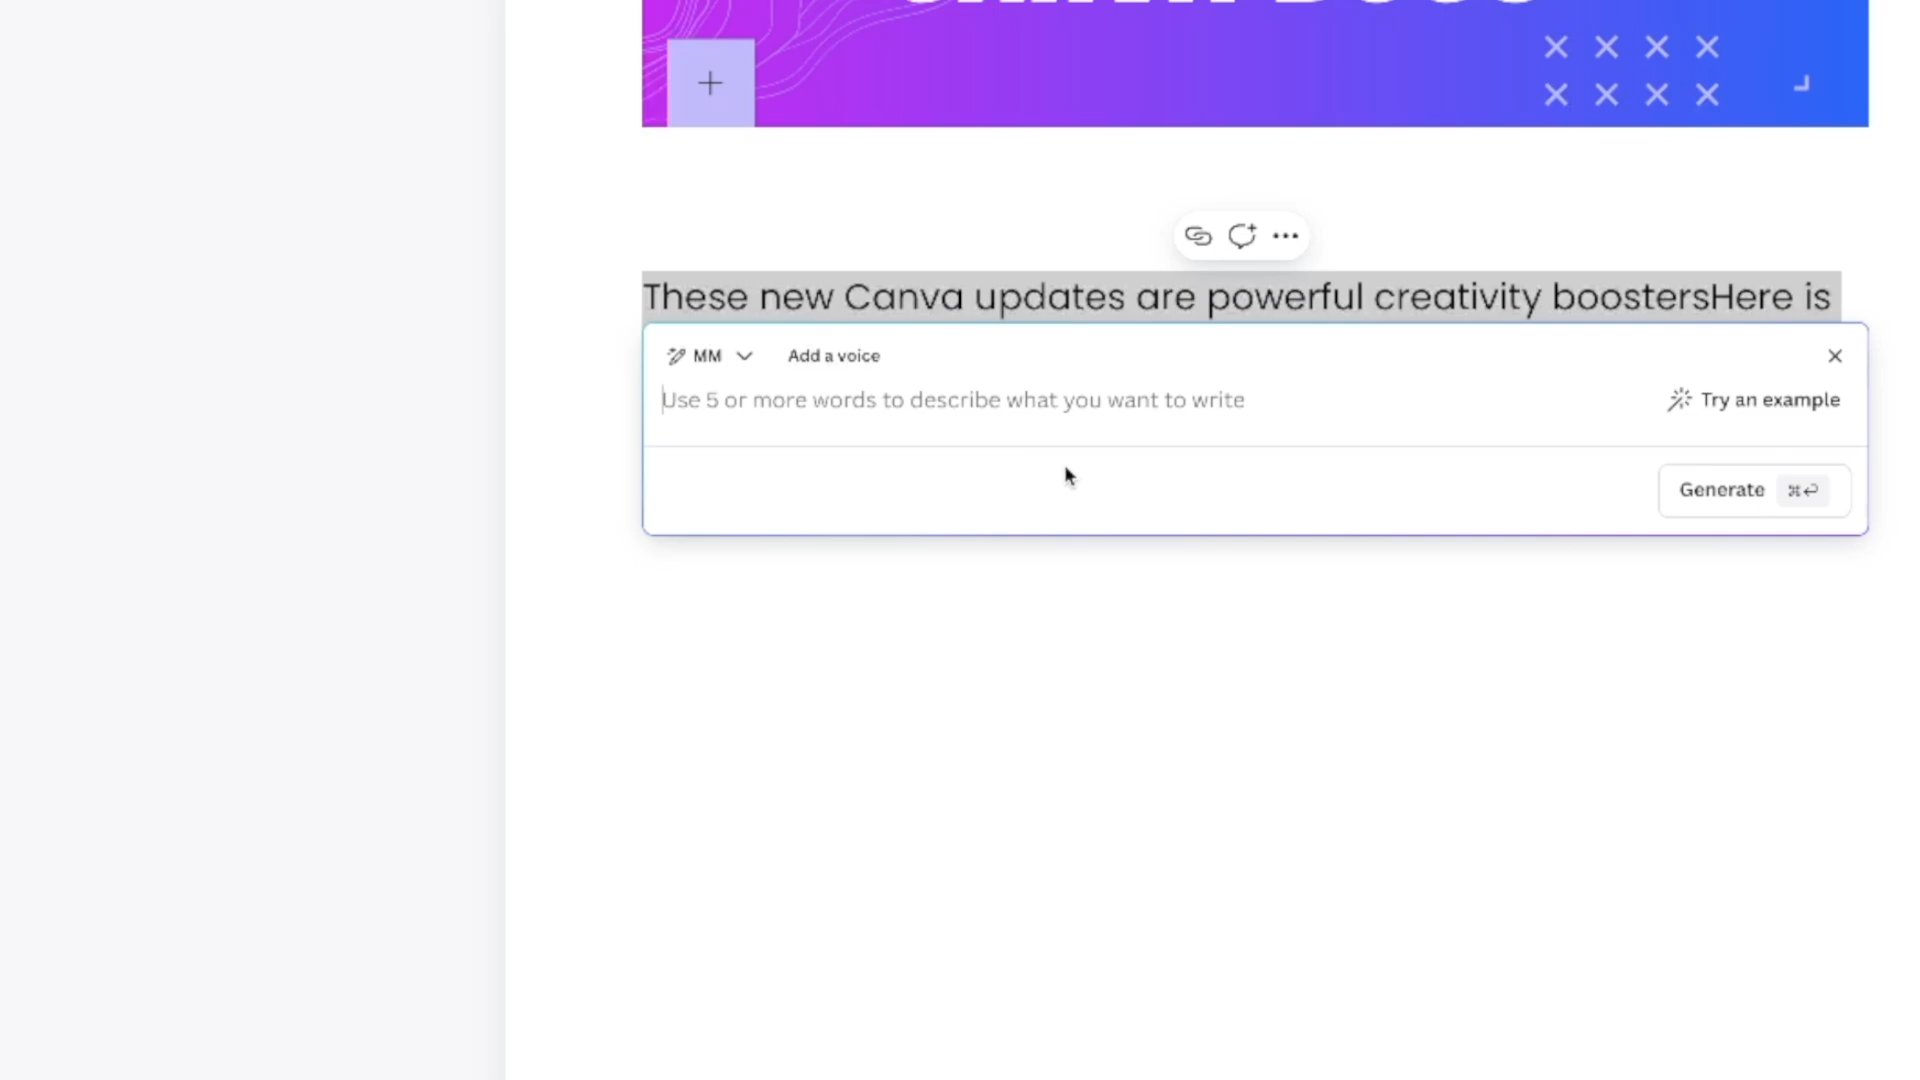 These new Canva updates are powerful creativity boostersHere is
MM
Add a voice
Use 5 or more words to describe what you want to write
Try an example
Generate ⌘↩